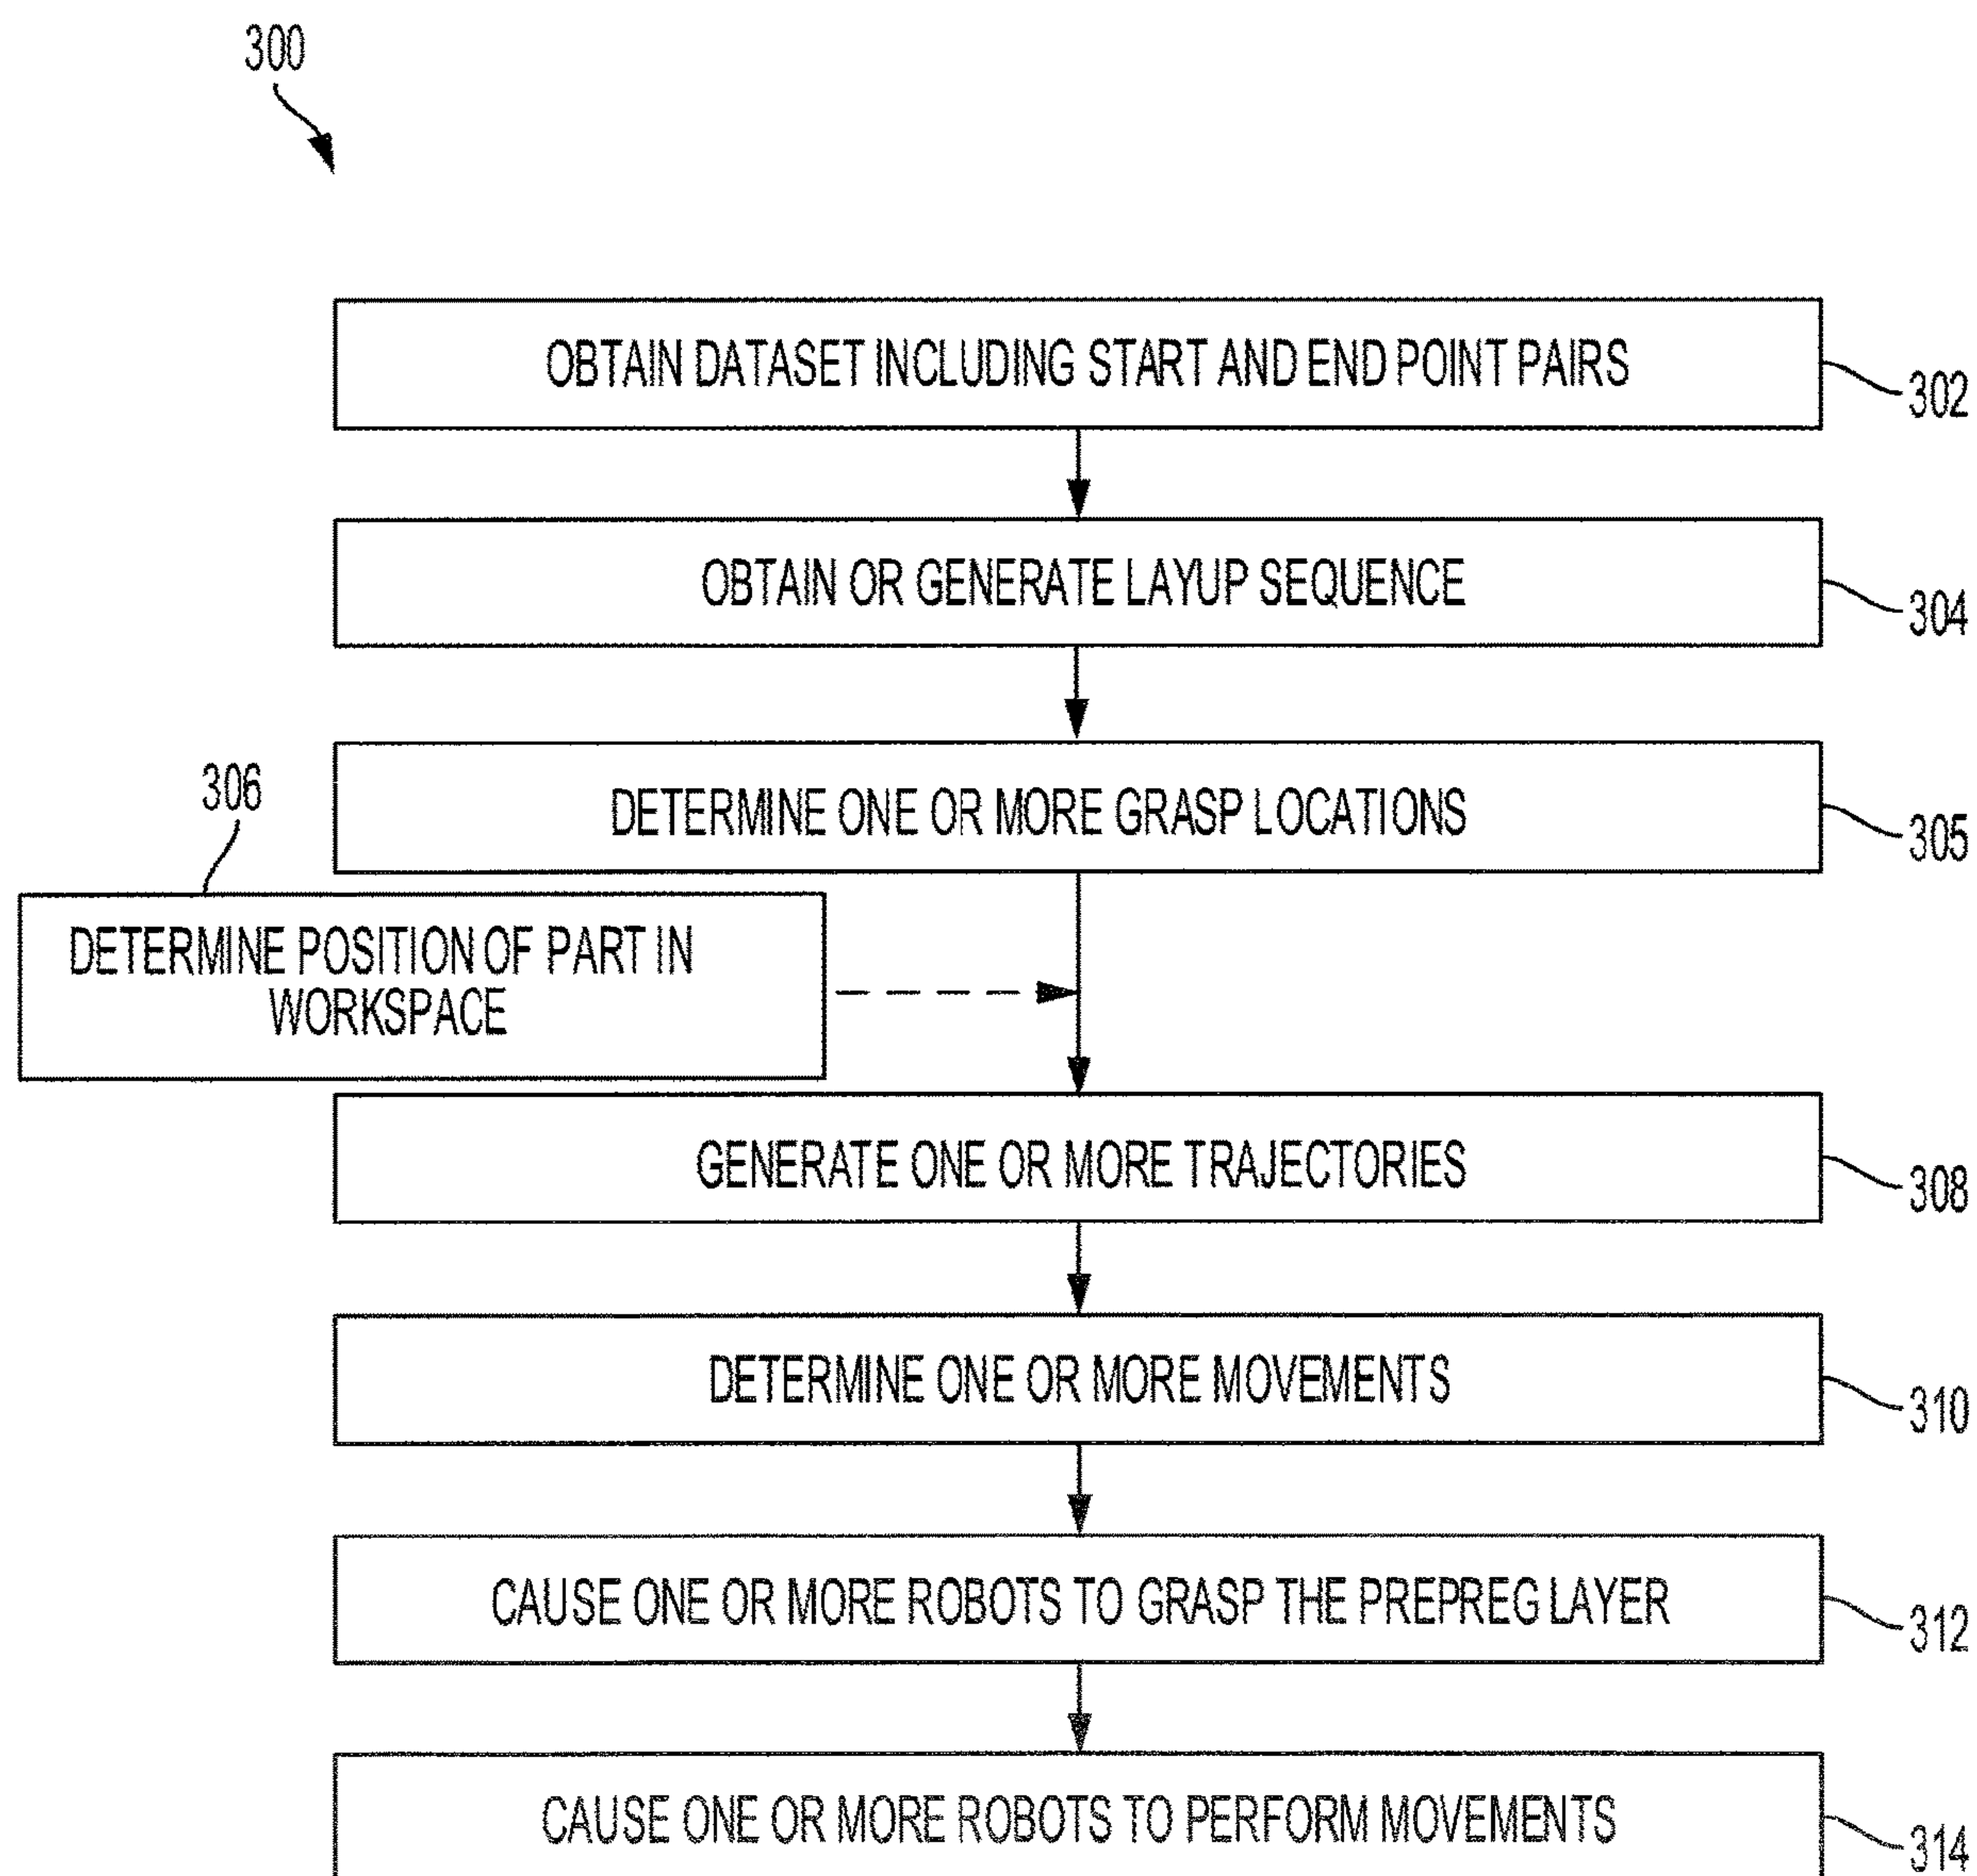 300
OBTAIN DATASET INCLUDING START AND END POINT PAIRS
302
OBTAIN OR GENERATE LAYUP SEQUENCE
304
DETERMINE ONE OR MORE GRASP LOCATIONS
305
306
DETERMINE POSITION OF PART IN
WORKSPACE
GENERATE ONE OR MORE TRAJECTORIES
308
DETERMINE ONE OR MORE MOVEMENTS
310
CAUSE ONE OR MORE ROBOTS TO GRASP THE PREPREG LAYER
312
CAUSE ONE OR MORE ROBOTS TO PERFORM MOVEMENTS
314